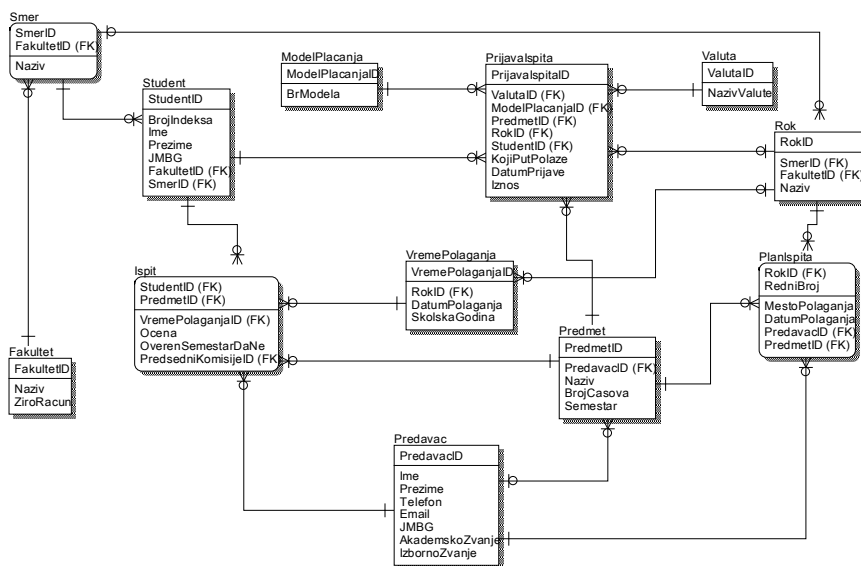 Smer
SmerID
FakultetID (FK)
Naziv
Student
StudentID
BrojIndeksa
Ime
Prezime
JMBG
FakultetID (FK)
SmerID (FK)
ModelPlacanja
ModelPlacanjaID
BrModela
PrijavaIspita
PrijavaIspitaID
ValutaID (FK)
ModelPlacanjaID (FK)
PredmetID (FK)
RokID (FK)
StudentID (FK)
KojiPutPolaze
DatumPrijave
Iznos
Valuta
ValutaID
NazivValute
Rok
RokID
SmerID (FK)
FakultetID (FK)
Naziv
Ispit
StudentID (FK)
PredmetID (FK)
VremePolaganjaID (FK)
Ocena
OverenSemestarDaNe
PredsedniKomisijeID (FK)
VremePolaganja
VremePolaganjaID
RokID (FK)
DatumPolaganja
SkolskaGodina
PlanIspita
RokID (FK)
RedniBroj
MestoPolaganja
DatumPolaganja
PredavacID (FK)
PredmetID (FK)
Fakultet
FakultetID
Naziv
ZiroRacun
Predmet
PredmetID
PredavacID (FK)
Naziv
BrojCasova
Semestar
Predavac
PredavacID
Ime
Prezime
Telefon
Email
JMBG
AkademskoZvanje
IzbornoZvanje